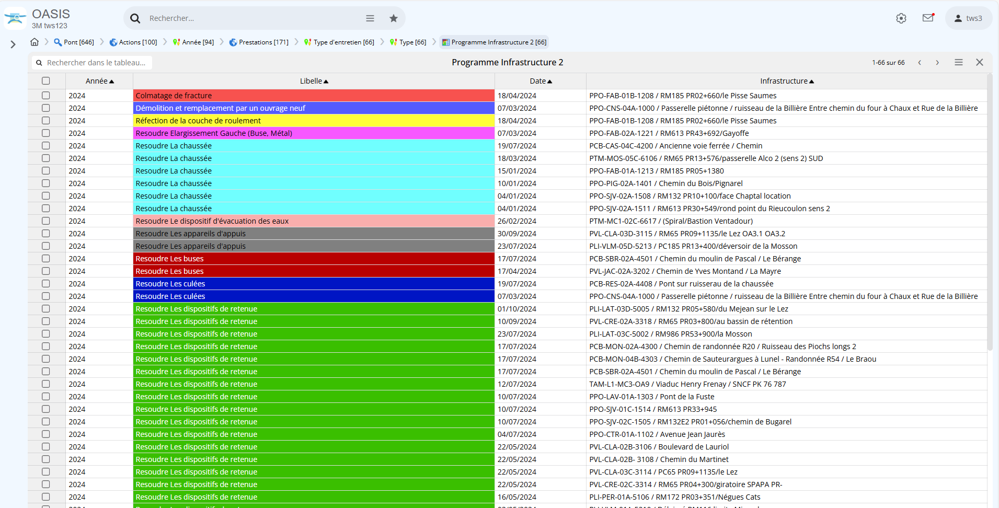 OASIS
3M tws123
Rechercher...
tws3
Pont [646] Actions [100] Année [94] Prestations [171] Type d'entretien [66] Type [66] Programme Infrastructure 2 [66]
Rechercher dans le tableau... Programme Infrastructure 2 1-66 sur 66
Année Libelle Date Infrastructure
2024 Colmatage de fracture 18/04/2024 PPO-FAB-01B-1208 / RM185 PR02+660/le Pisse Saumes
2024 Démolition et remplacement par un ouvrage neuf 07/03/2024 PPO-CNS-04A-1000 / Passerelle piétonne / ruisseau de la Billière Entre chemin du four à Chaux et Rue de la Billière
2024 Réfection de la couche de roulement 18/04/2024 PPO-FAB-01B-1208 / RM185 PR02+660/le Pisse Saumes
2024 Resoudre Elargissement Gauche (Buse, Métal) 07/03/2024 PPO-FAB-02A-1221 / RM613 PR43+692/Gayoffe
2024 Resoudre La chaussée 19/07/2024 PCB-CAS-04C-4200 / Ancienne voie ferrée / Chemin
2024 Resoudre La chaussée 18/03/2024 PTM-MOS-05C-6106 / RM65 PR13+576/passerelle Alco 2 (sens 2) SUD
2024 Resoudre La chaussée 15/01/2024 PPO-FAB-01A-1213 / RM185 PR05+1380
2024 Resoudre La chaussée 10/01/2024 PPO-PIG-02A-1401 / Chemin du Bois/Pignarel
2024 Resoudre La chaussée 04/01/2024 PPO-SJV-02A-1508 / RM132 PR10+100/face Chaptal location
2024 Resoudre La chaussée 04/01/2024 PPO-SJV-02A-1511 / RM613 PR30+549/rond point du Rieucoulon sens 2
2024 Resoudre Le dispositif d'évacuation des eaux 26/02/2024 PTM-MC1-02C-6617 / (Spiral/Bastion Ventadour)
2024 Resoudre Les appareils d'appuis 30/09/2024 PVL-CLA-03D-3115 / RM65 PR09+1135/le Lez OA3.1 OA3.2
2024 Resoudre Les appareils d'appuis 23/07/2024 PLI-VLM-05D-5213 / PC185 PR13+400/déversoir de la Mosson
2024 Resoudre Les buses 17/07/2024 PCB-SBR-02A-4501 / Chemin du moulin de Pascal / Le Bérange
2024 Resoudre Les buses 17/04/2024 PVL-JAC-02A-3202 / Chemin de Yves Montand / La Mayre
2024 Resoudre Les culées 19/07/2024 PCB-RES-02A-4408 / Pont sur ruisserau de la chaussée
2024 Resoudre Les culées 07/03/2024 PPO-CNS-04A-1000 / Passerelle piétonne / ruisseau de la Billière Entre chemin du four à Chaux et Rue de la Billière
2024 Resoudre Les dispositifs de retenue 01/10/2024 PLI-LAT-03D-5005 / RM132 PR05+580/du Mejean sur le Lez
2024 Resoudre Les dispositifs de retenue 10/09/2024 PVL-CRE-02A-3318 / RM65 PR03+800/au bassin de rétention
2024 Resoudre Les dispositifs de retenue 23/07/2024 PLI-LAT-03C-5002 / RM986 PR53+900/la Mosson
2024 Resoudre Les dispositifs de retenue 17/07/2024 PCB-MON-02A-4300 / Chemin de randonnée R20 / Ruisseau des Piochs longs 2
2024 Resoudre Les dispositifs de retenue 17/07/2024 PCB-MON-04B-4303 / Chemin de Sauteurargues à Lunel - Randonnée R54 / Le Braou
2024 Resoudre Les dispositifs de retenue 17/07/2024 PCB-SBR-02A-4501 / Chemin du moulin de Pascal / Le Bérange
2024 Resoudre Les dispositifs de retenue 12/07/2024 TAM-L1-MC3-OA9 / Viaduc Henry Frenay / SNCF PK 76 787
2024 Resoudre Les dispositifs de retenue 10/07/2024 PPO-LAV-01A-1303 / Pont de la Fuste
2024 Resoudre Les dispositifs de retenue 10/07/2024 PPO-SJV-01C-1514 / RM613 PR33+945
2024 Resoudre Les dispositifs de retenue 10/07/2024 PPO-SJV-02C-1505 / RM132E2 PR01+056/chemin de Bugarel
2024 Resoudre Les dispositifs de retenue 04/07/2024 PPO-CTR-01A-1102 / Avenue Jean Jaurès
2024 Resoudre Les dispositifs de retenue 22/05/2024 PVL-CLA-02B-3106 / Boulevard de Lauriol
2024 Resoudre Les dispositifs de retenue 22/05/2024 PVL-CLA-02B- 3108 / Chemin du Martinet
2024 Resoudre Les dispositifs de retenue 22/05/2024 PVL-CLA-03C-3114 / PC65 PR09+1135/le Lez
2024 Resoudre Les dispositifs de retenue 22/05/2024 PVL-CRE-02C-3314 / RM65 PR04+300/giratoire SPAPA PR-
2024 Resoudre Les dispositifs de retenue 16/05/2024 PLI-PER-01A-5106 / RM172 PR03+351/Négues Cats